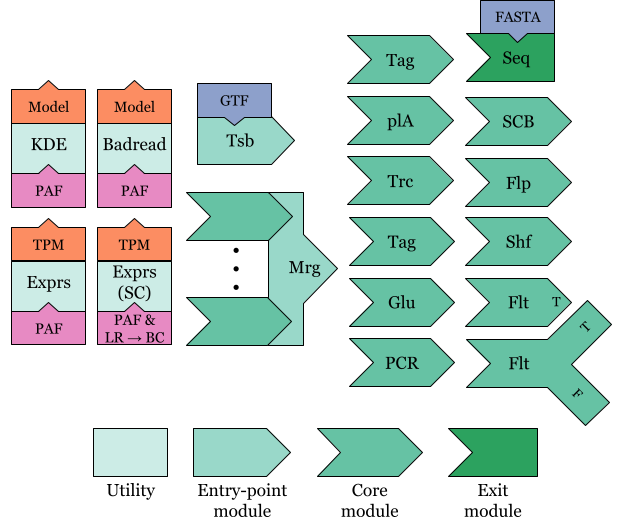 FASTA
Tag
Seq
Model
Model
GTF
KDE
Badread
Tsb
plA
SCB
PAF
PAF
Trc
Flp
TPM
TPM
Mrg
Tag
Shf
Exprs
Exprs
(SC)
Glu
Flt
T
PAF
PAF &
LR → BC
T
PCR
Flt
F
Utility
Entry-point
module
Core
module
Exit
module